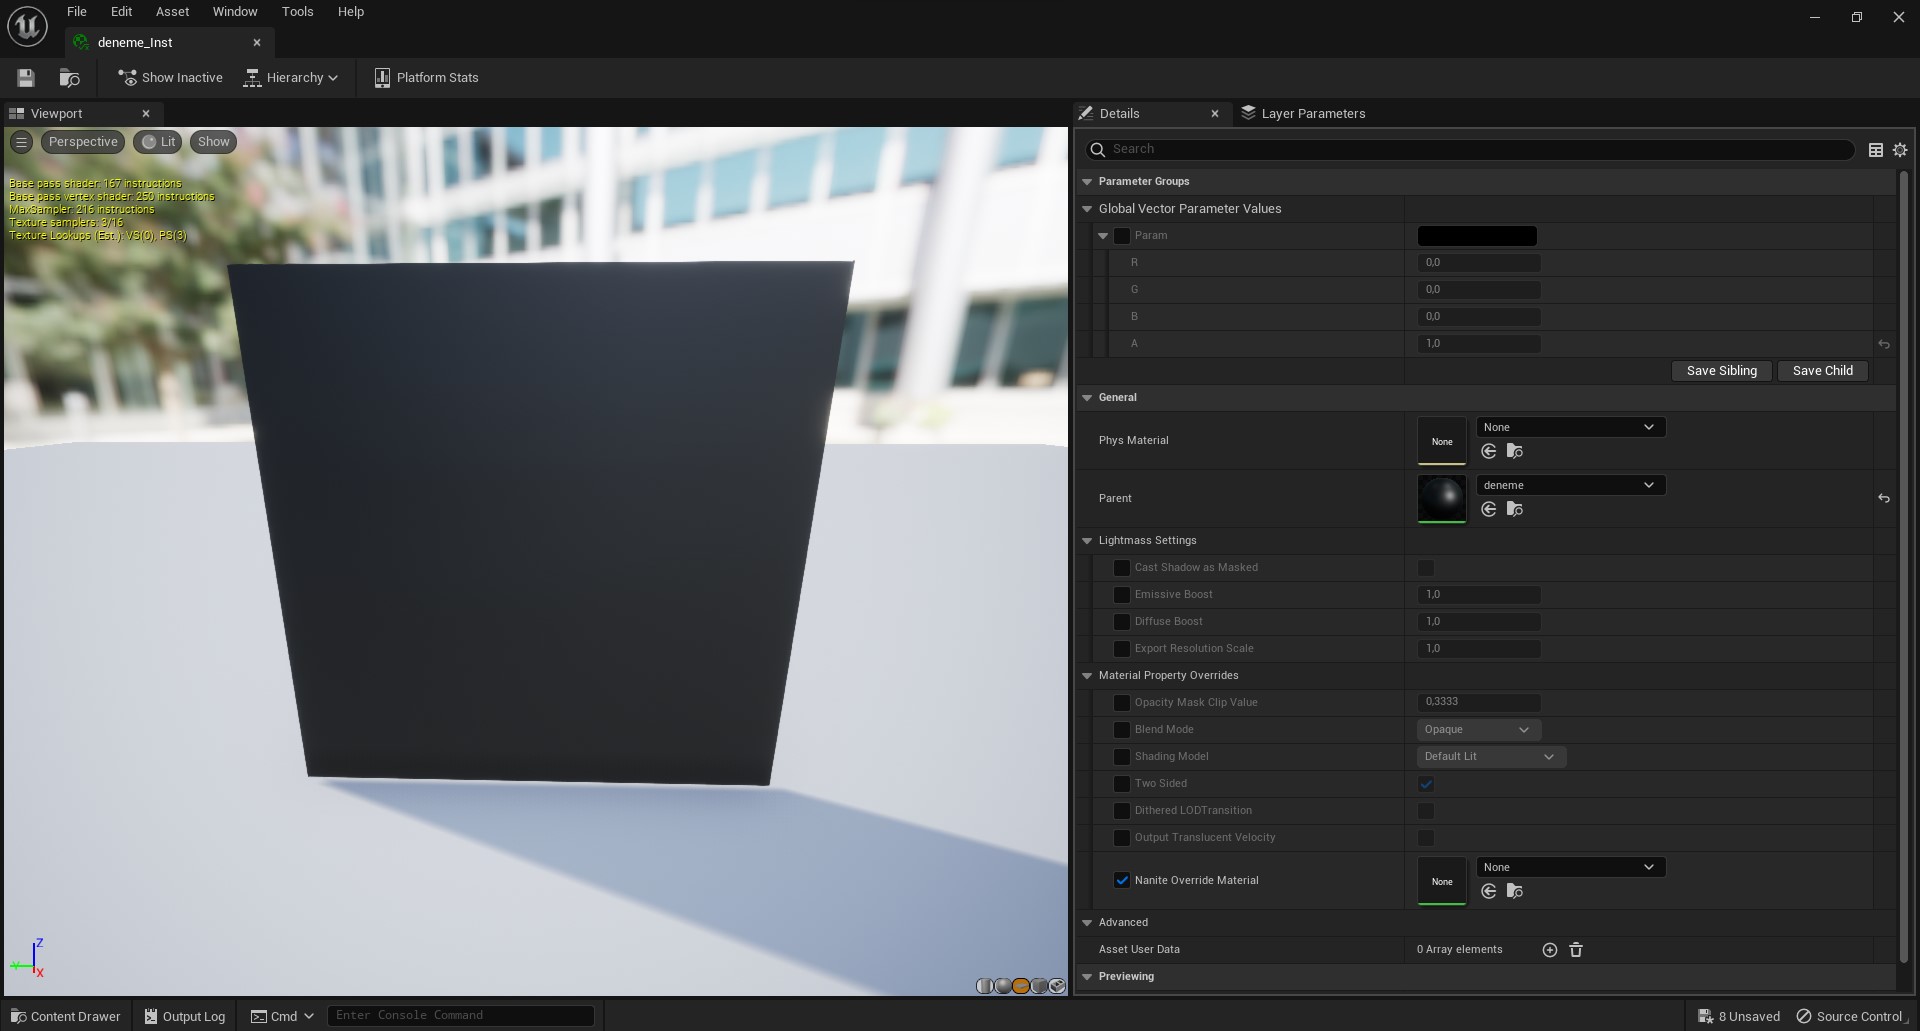 File Edit Asset Window Tools Help
deneme_Inst
Show Inactive Hierarchy Platform Stats
Viewport
Perspective Lit Show
Base pass shader: 167 instructions
Base pass vertex shader: 250 instructions
MaxSampler: 216 instructions
Texture samplers: 3/16
Texture Lookups (Est.): VS(0), PS(3)
Z
Y
X
Details Layer Parameters
Search
Parameter Groups
Global Vector Parameter Values
Param
R 0,0
G 0,0
B 0,0
A 1,0
Save Sibling Save Child
General
Phys Material None None
Parent deneme
Lightmass Settings
Cast Shadow as Masked
Emissive Boost 1,0
Diffuse Boost 1,0
Export Resolution Scale 1,0
Material Property Overrides
Opacity Mask Clip Value 0,3333
Blend Mode Opaque
Shading Model Default Lit
Two Sided
Dithered LODTransition
Output Translucent Velocity
Nanite Override Material None None
Advanced
Asset User Data 0 Array elements
Previewing
Content Drawer Output Log Cmd Enter Console Command 8 Unsaved Source Control